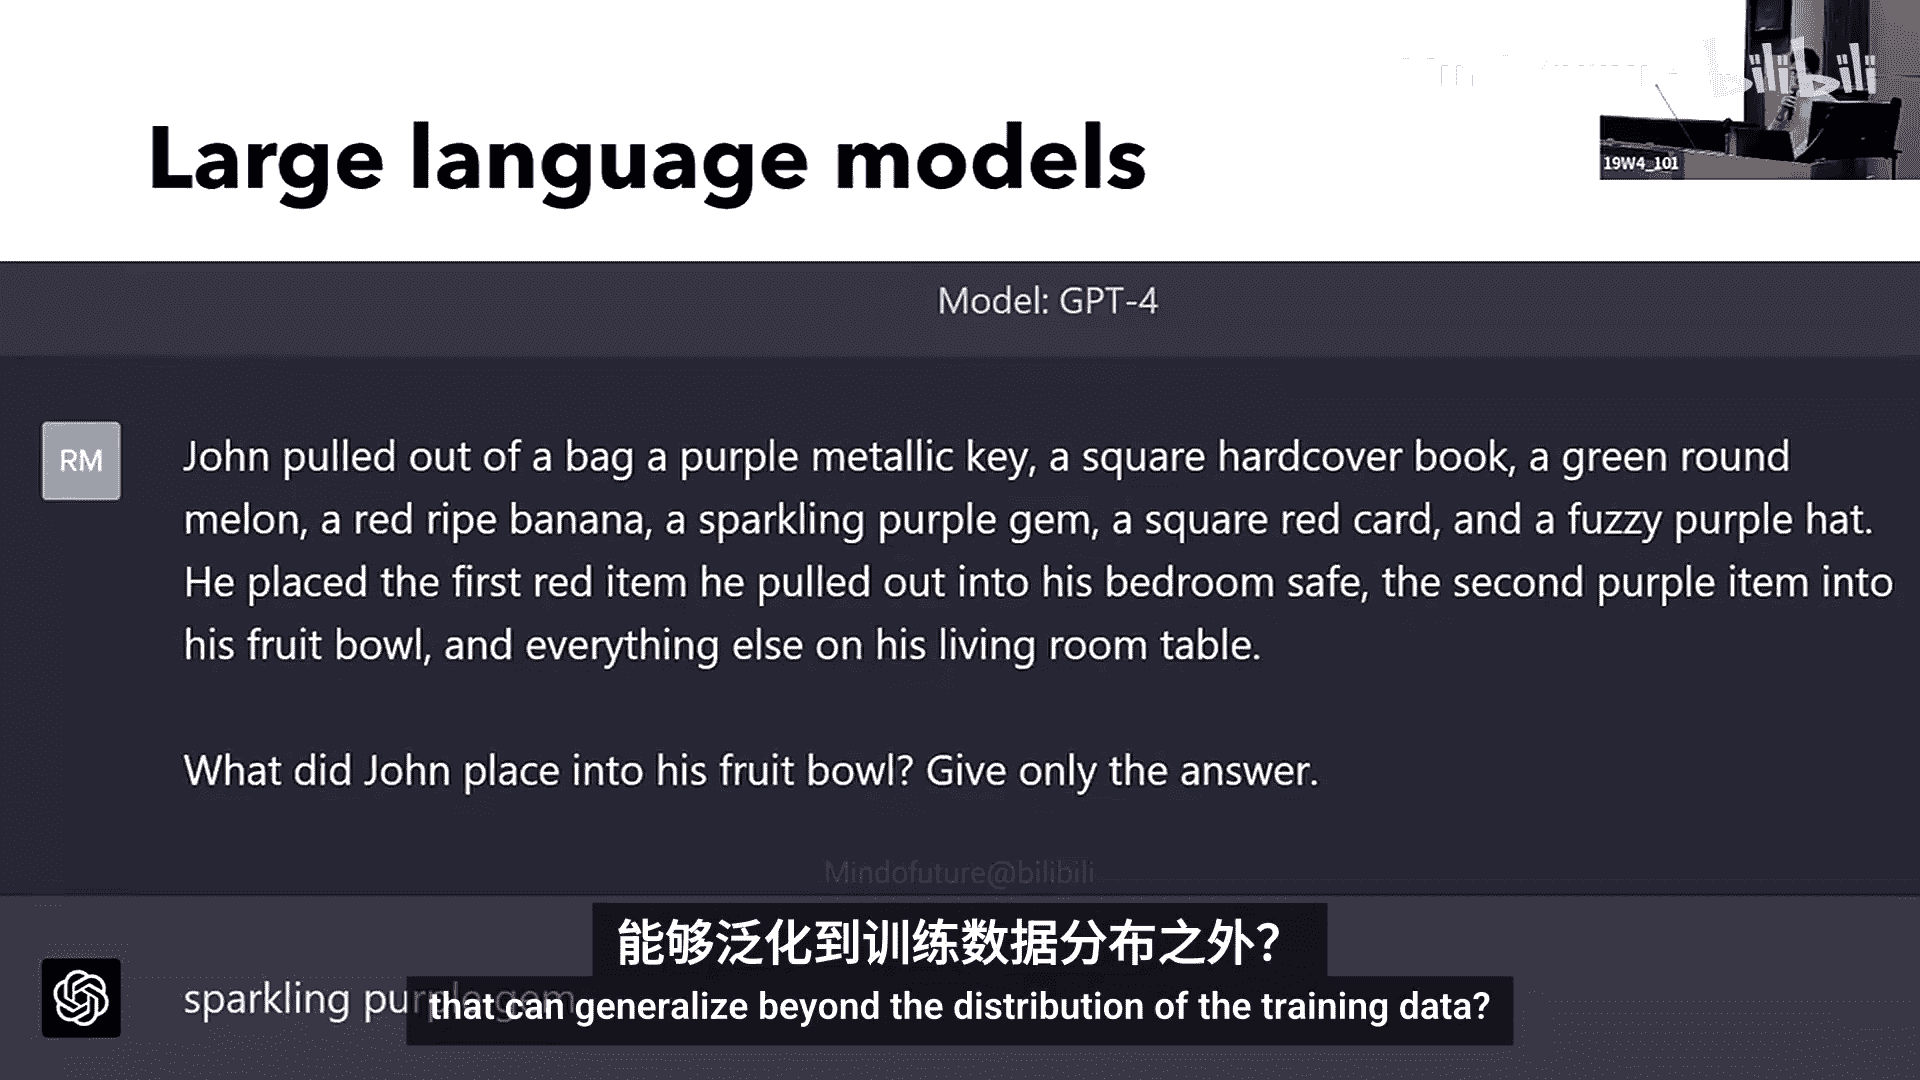 bilibili
19W4_101
Large language models
Model: GPT-4
RM
John pulled out of a bag a purple metallic key, a square hardcover book, a green round
melon, a red ripe banana, a sparkling purple gem, a square red card, and a fuzzy purple hat.
He placed the first red item he pulled out into his bedroom safe, the second purple item into
his fruit bowl, and everything else on his living room table.
What did John place into his fruit bowl? Give only the answer.
Mindofuture@bilibili
能够泛化到训练数据分布之外?
sparkling purple gem
that can generalize beyond the distribution of the training data?